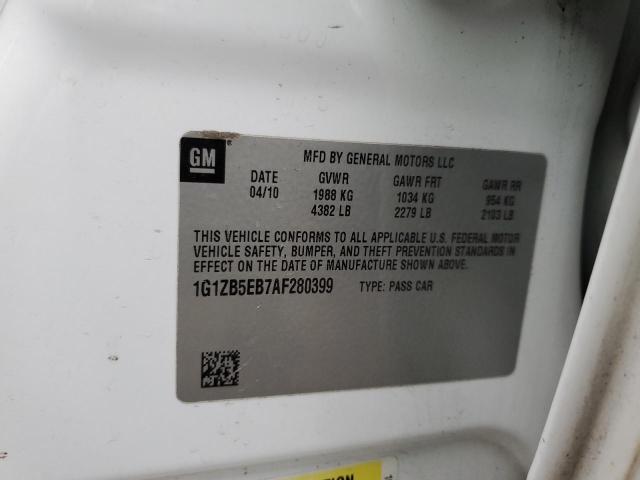 GM
MFD BY GENERAL MOTORS LLC
DATE GVWR GAWR FRT GAWR RR
04/10 1988 KG 1034 KG 954 KG
4382 LB 2279 LB 2103 LB
THIS VEHICLE CONFORMS TO ALL APPLICABLE U.S. FEDERAL MOTOR
VEHICLE SAFETY, BUMPER, AND THEFT PREVENTION STANDARDS IN
EFFECT ON THE DATE OF MANUFACTURE SHOWN ABOVE.
1G1ZB5EB7AF280399 TYPE: PASS CAR